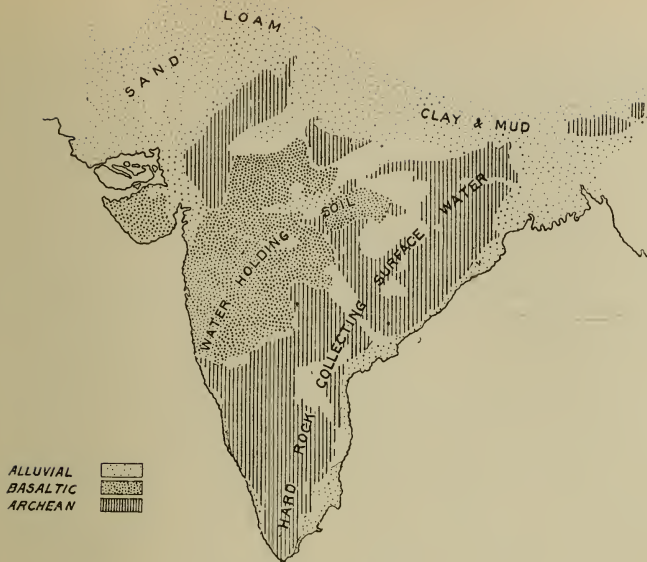 LOAM
SAND
CLAY & MUD
WATER HOLDING SOIL
HARD ROCK COLLECTING SURFACE WATER
ALLUVIAL
BASALTIC
ARCHEAN